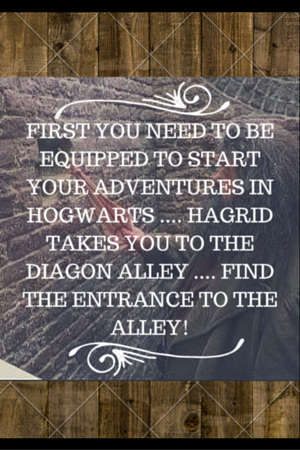 FIRST YOU NEED TO BE
EQUIPPED TO START
YOUR ADVENTURES IN
HOGWARTS .... HAGRID
TAKES YOU TO THE
DIAGON ALLEY .... FIND
THE ENTRANCE TO THE
ALLEY!